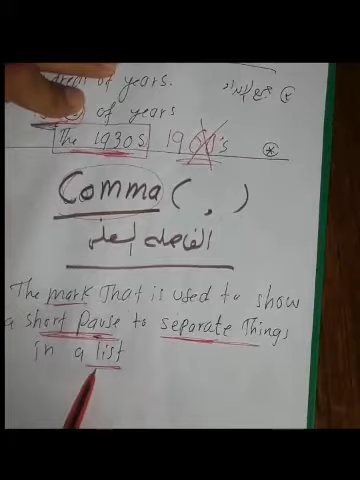 of years.
of years
The 1930s 19 's
Comma ( , )
الفاصلة
The mark That is used to show
a short pause to separate Things
in a list